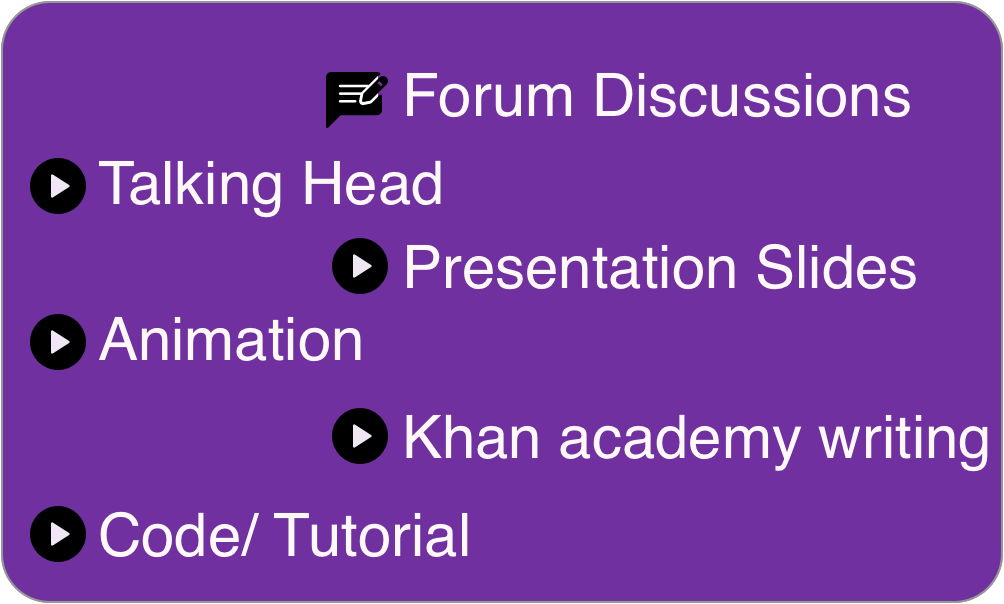 Forum Discussions
Talking Head
Presentation Slides
Animation
Khan academy writing
Code/ Tutorial